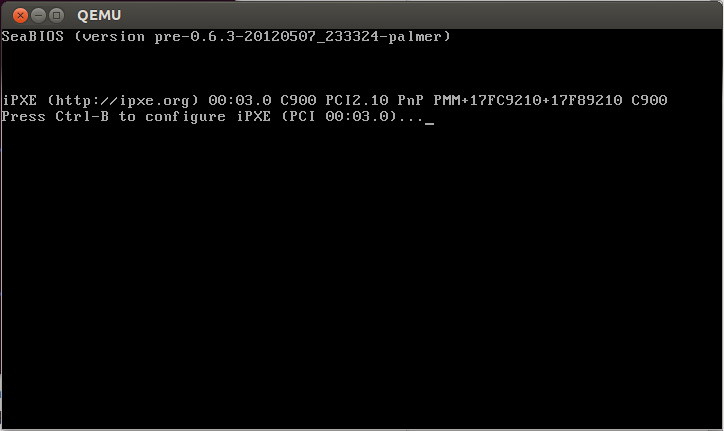 QEMU
SeaBIOS (version pre-0.6.3-20120507_233324-palmer)
iPXE (http://ipxe.org) 00:03.0 C900 PCI2.10 PnP PMM+17FC9210+17F89210 C900
Press Ctrl-B to configure iPXE (PCI 00:03.0)..._